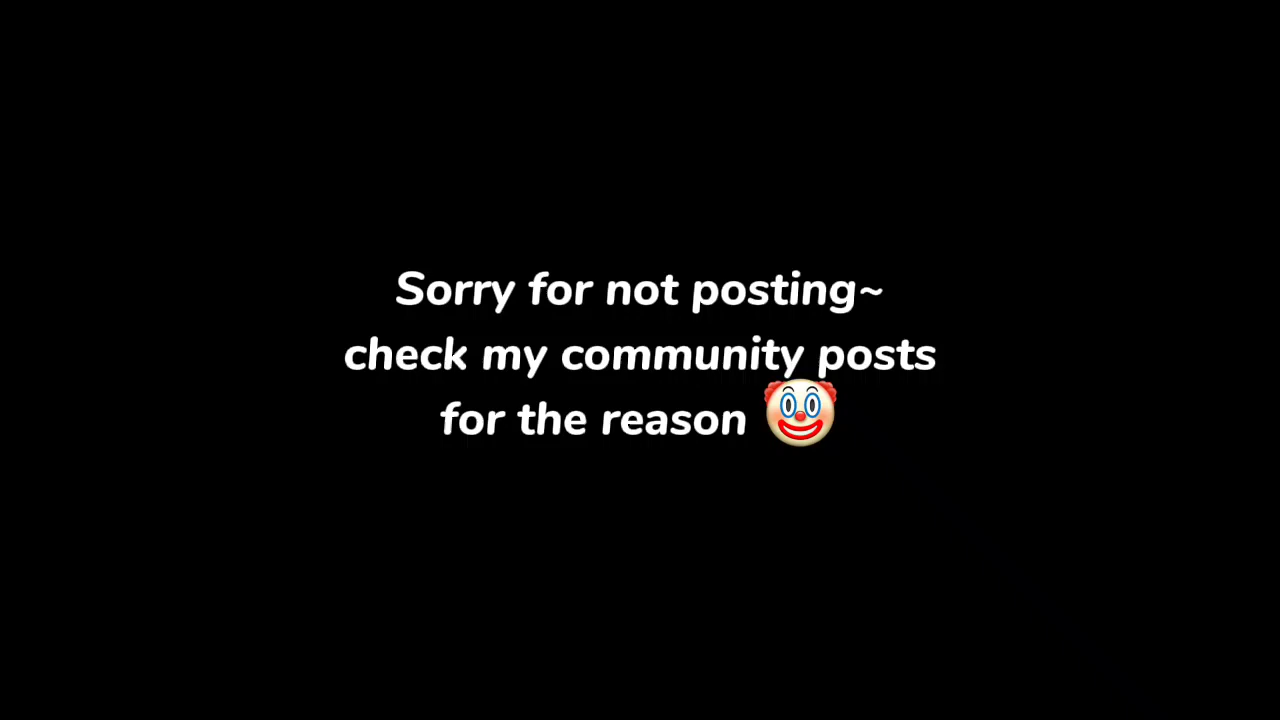 Sorry for not posting~
check my community posts
for the reason 🤡